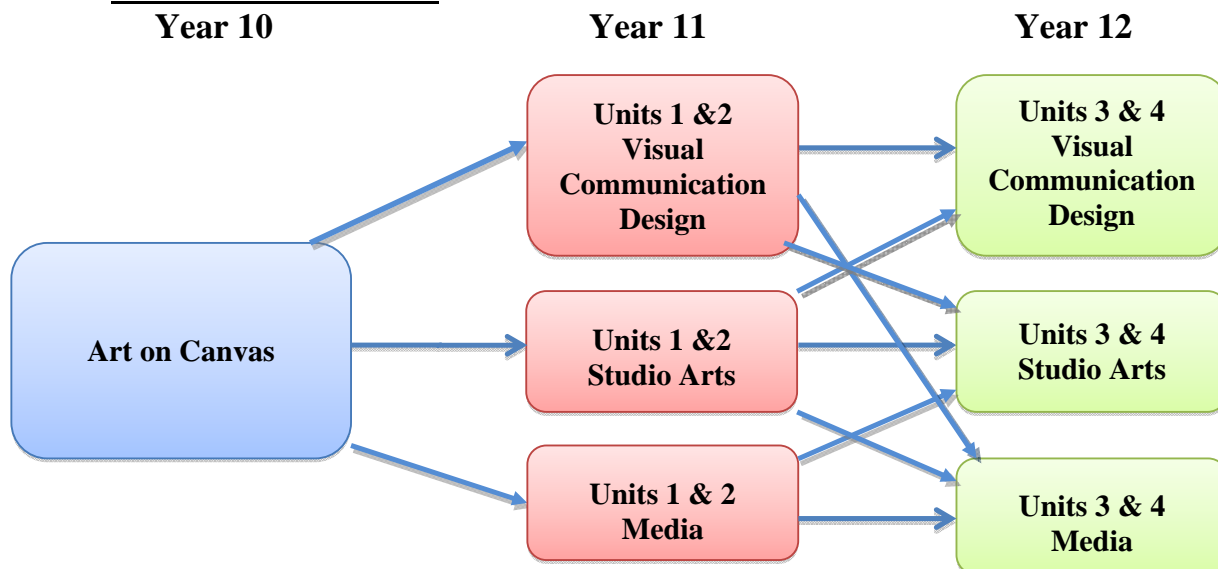 Year 10
Year 11
Year 12
Units 1 &2
Visual
Communication
Design
Units 3 & 4
Visual
Communication
Design
Art on Canvas
Units 1 &2
Studio Arts
Units 3 & 4
Studio Arts
Units 1 & 2
Media
Units 3 & 4
Media